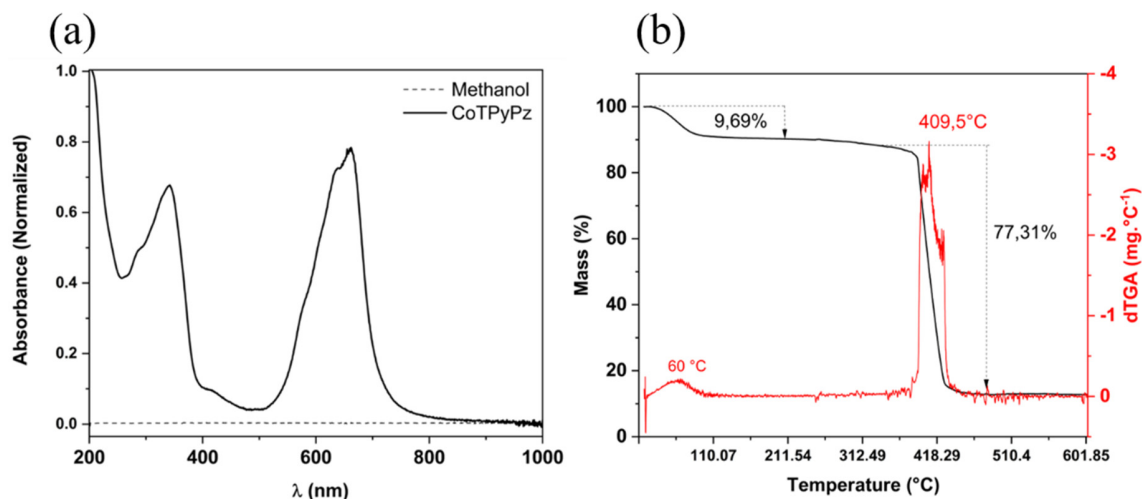 (a)
Absorbance (Normalized)
1.0
0.8
0.6
0.4
0.2
0.0
Methanol
CoTPyPz
200
400
600
800
1000
λ (nm)
(b)
Mass (%)
100
80
60
40
20
0
9,69%
409,5°C
77,31%
60 °C
-4
-3
-2
-1
0
dTGA (mg.°C⁻¹)
110.07
211.54
312.49
418.29
510.4
601.85
Temperature (°C)